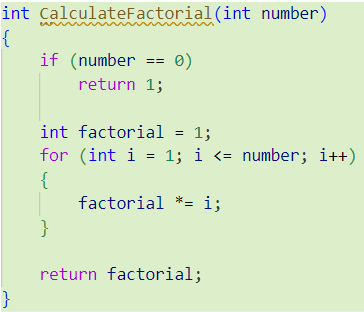 int CalculateFactorial(int number)
{
if (number == 0)
return 1;
int factorial = 1;
for (int i = 1; i <= number; i++)
{
factorial *= i;
}
return factorial;
}